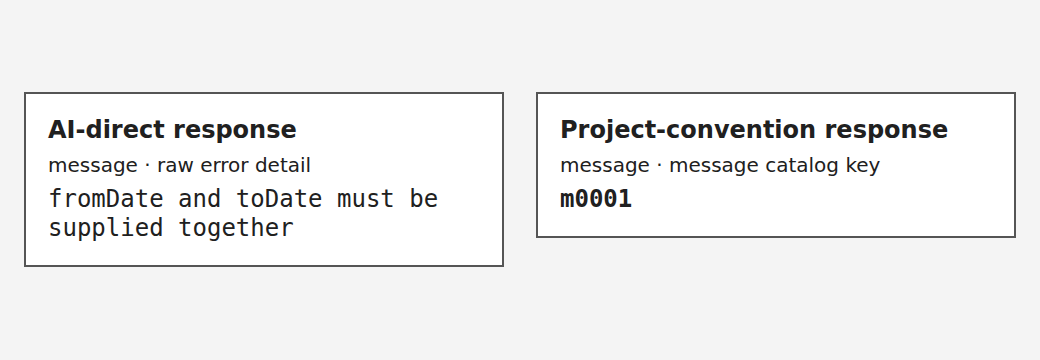 AI-direct response
message · raw error detail
fromDate and toDate must be
supplied together
Project-convention response
message · message catalog key
m0001